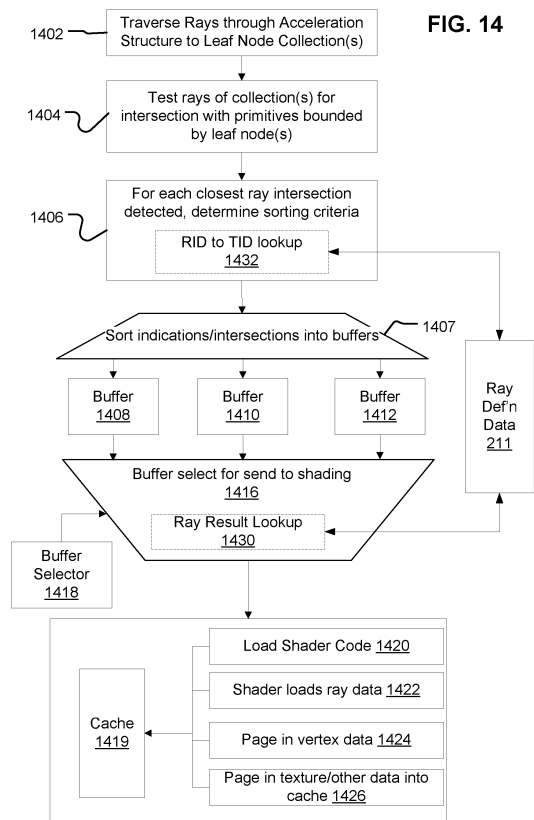 FIG. 14
1402
Traverse Rays through Acceleration
Structure to Leaf Node Collection(s)
1404
Test rays of collection(s) for
intersection with primitives bounded
by leaf node(s)
1406
For each closest ray intersection
detected, determine sorting criteria
RID to TID lookup
1432
1407
Sort indications/intersections into buffers
Buffer
1408
Buffer
1410
Buffer
1412
Ray
Def'n
Data
211
Buffer select for send to shading
1416
Ray Result Lookup
1430
Buffer
Selector
1418
Cache
1419
Load Shader Code 1420
Shader loads ray data 1422
Page in vertex data 1424
Page in texture/other data into
cache 1426